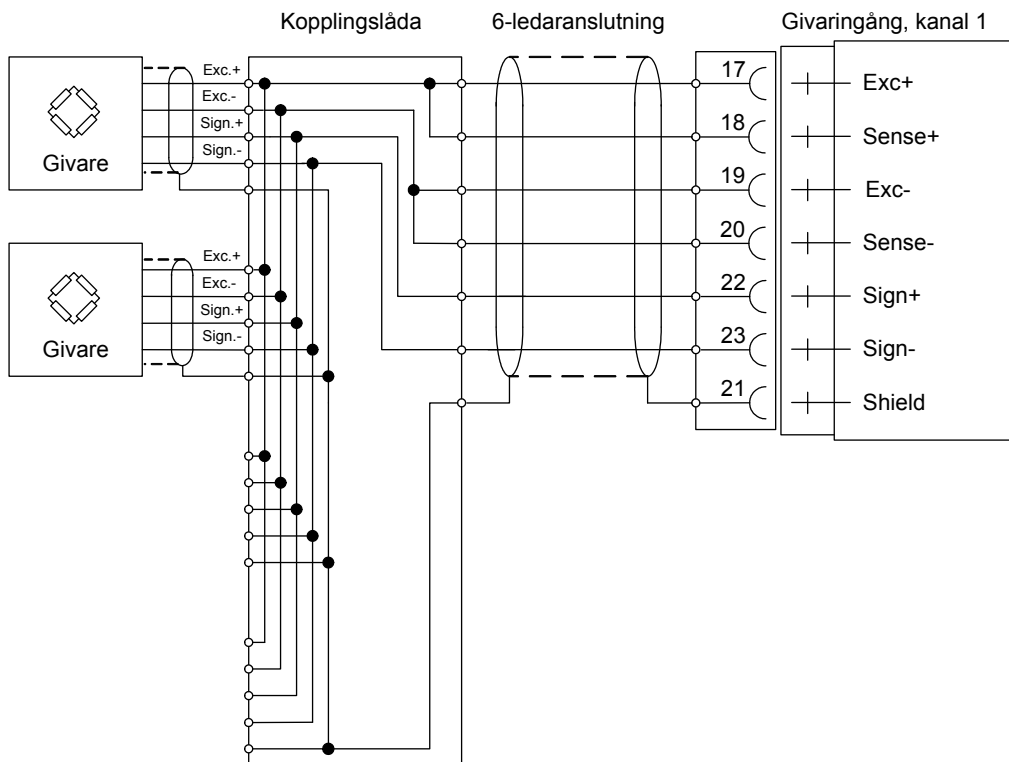 Kopplingslåda
6-ledaranslutning
Givaringång, kanal 1
Givare
Exc.+
Exc.-
Sign.+
Sign.-
Givare
Exc.+
Exc.-
Sign.+
Sign.-
17 Exc+
18 Sense+
19 Exc-
20 Sense-
22 Sign+
23 Sign-
21 Shield